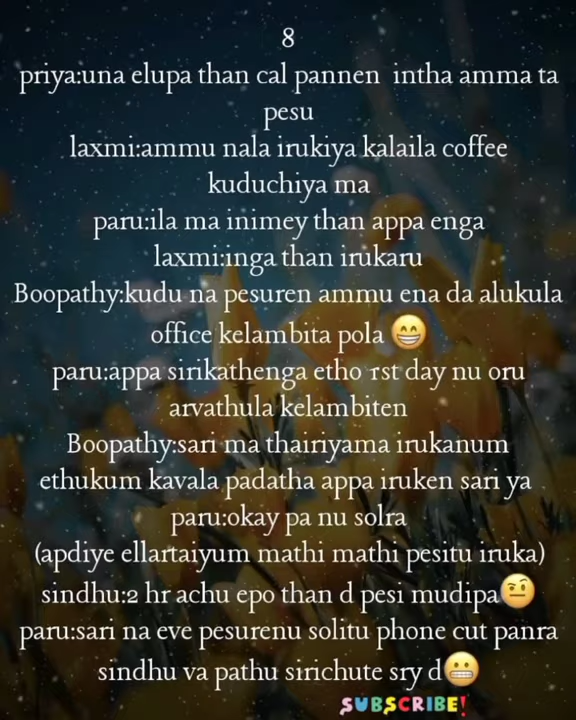 8
priya:una elupa than cal pannen intha amma ta
pesu
laxmi:ammu nala irukiya kalaila coffee
kuduchiya ma
paru:ila ma inimey than appa enga
laxmi:inga than irukaru
Boopathy:kudu na pesuren ammu ena da alukula
office kelambita pola 😁
paru:appa sirikathenga etho 1st day nu oru
arvathula kelambiten
Boopathy:sari ma thairiyama irukanum
ethukum kavala padatha appa iruken sari ya
paru:okay pa nu solra
(apdiye ellartaiyum mathi mathi pesitu iruka)
sindhu:2 hr achu epo than d pesi mudipa🤨
paru:sari na eve pesurenu solitu phone cut panra
sindhu va pathu sirichute sry d😬
SUBSCRIBE!